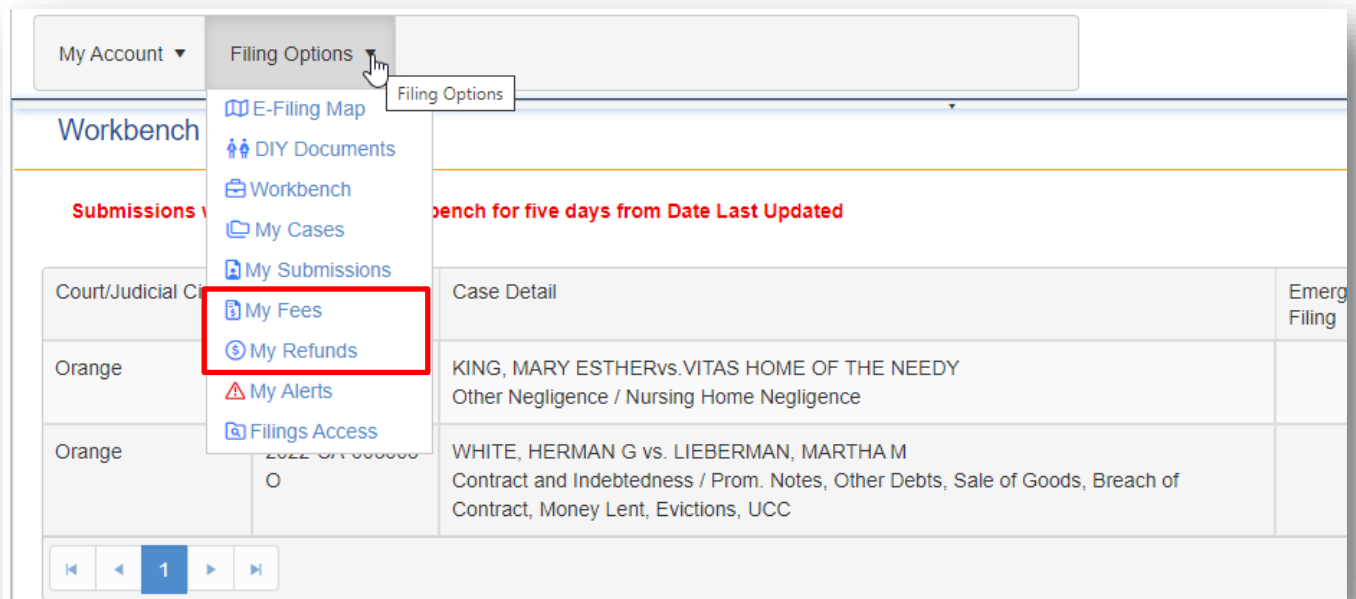 My Account ▼ Filing Options ▼
Filing Options
E-Filing Map
Workbench
DIY Documents
Workbench
Submissions bench for five days from Date Last Updated
My Cases
My Submissions
Court/Judicial Case Detail Emerg
Filing
My Fees
My Refunds
Orange KING, MARY ESTHERvs.VITAS HOME OF THE NEEDY
Other Negligence / Nursing Home Negligence
My Alerts
Filings Access
Orange WHITE, HERMAN G vs. LIEBERMAN, MARTHA M
O Contract and Indebtedness / Prom. Notes, Other Debts, Sale of Goods, Breach of
Contract, Money Lent, Evictions, UCC
1